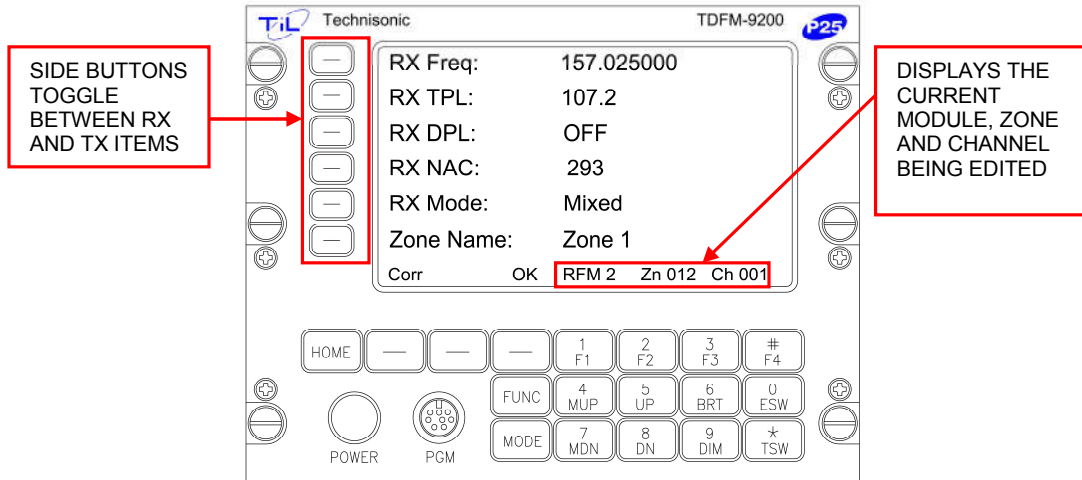 TiL Technisonic TDFM-9200 P25
SIDE BUTTONS
TOGGLE
BETWEEN RX
AND TX ITEMS
RX Freq: 157.025000
RX TPL: 107.2
RX DPL: OFF
RX NAC: 293
RX Mode: Mixed
Zone Name: Zone 1
Corr OK RFM 2 Zn 012 Ch 001
DISPLAYS THE
CURRENT
MODULE, ZONE
AND CHANNEL
BEING EDITED
HOME 1 2 3 #
F1 F2 F3 F4
FUNC 4 5 6 0
MUP UP BRT ESW
MODE 7 8 9 *
MDN DN DIM TSW
POWER PGM